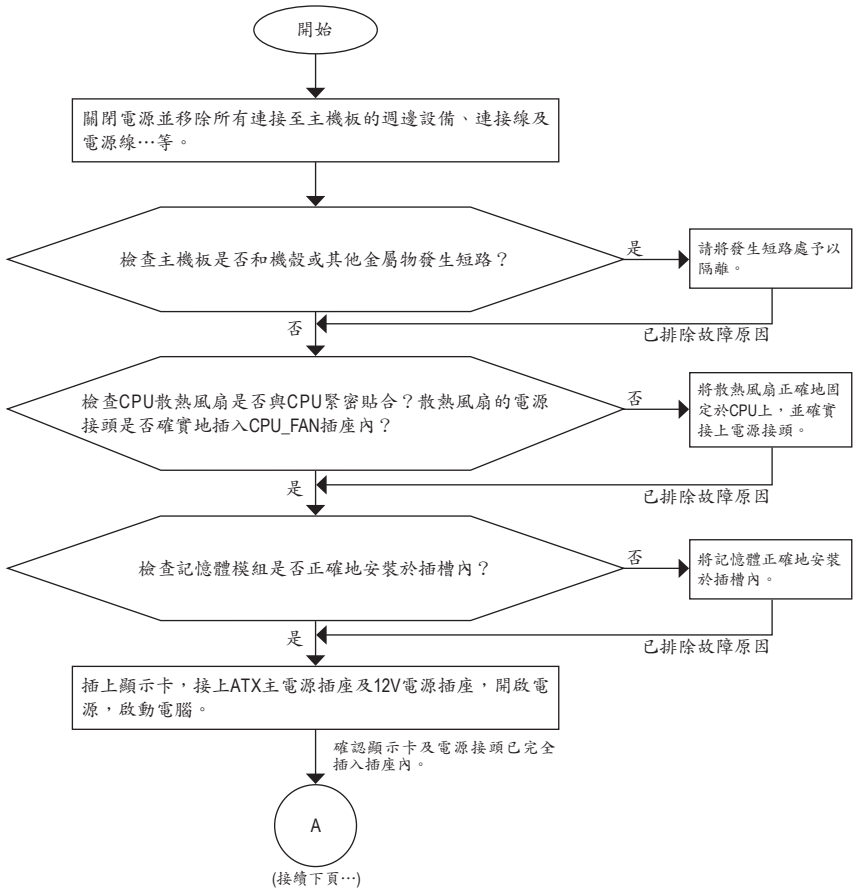 開始
關閉電源並移除所有連接至主機板的週邊設備、連接線及
電源線…等。
檢查主機板是否和機殼或其他金屬物發生短路？
是
請將發生短路處予以
隔離。
否
已排除故障原因
檢查CPU散熱風扇是否與CPU緊密貼合？散熱風扇的電源
接頭是否確實地插入CPU_FAN插座內？
否
將散熱風扇正確地固
定於CPU上，並確實
接上電源接頭。
是
已排除故障原因
檢查記憶體模組是否正確地安裝於插槽內？
否
將記憶體正確地安裝
於插槽內。
是
已排除故障原因
插上顯示卡，接上ATX主電源插座及12V電源插座，開啟電
源，啟動電腦。
確認顯示卡及電源接頭已完全
插入插座內。
A
(接續下頁…)